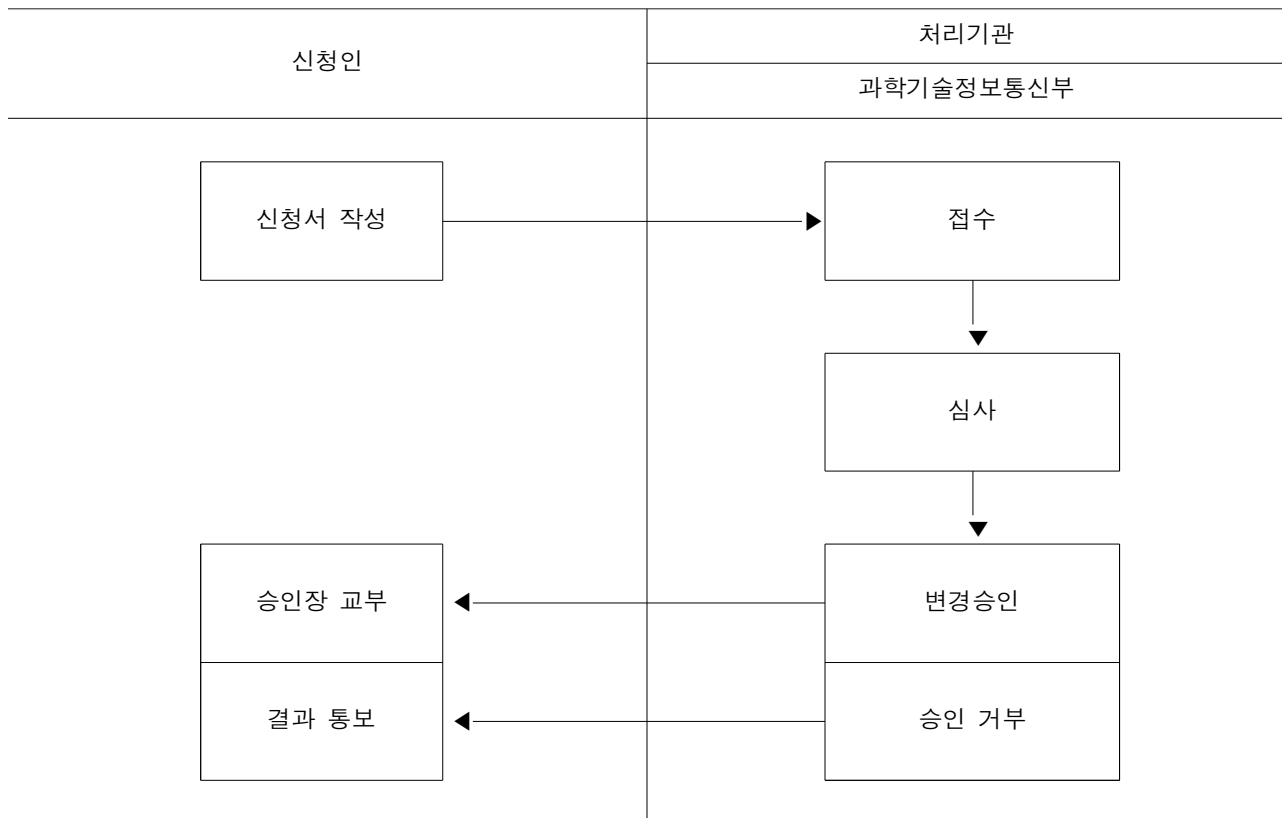 신청인
처리기관
과학기술정보통신부
신청서 작성
접수
심사
승인장 교부
변경승인
결과 통보
승인 거부